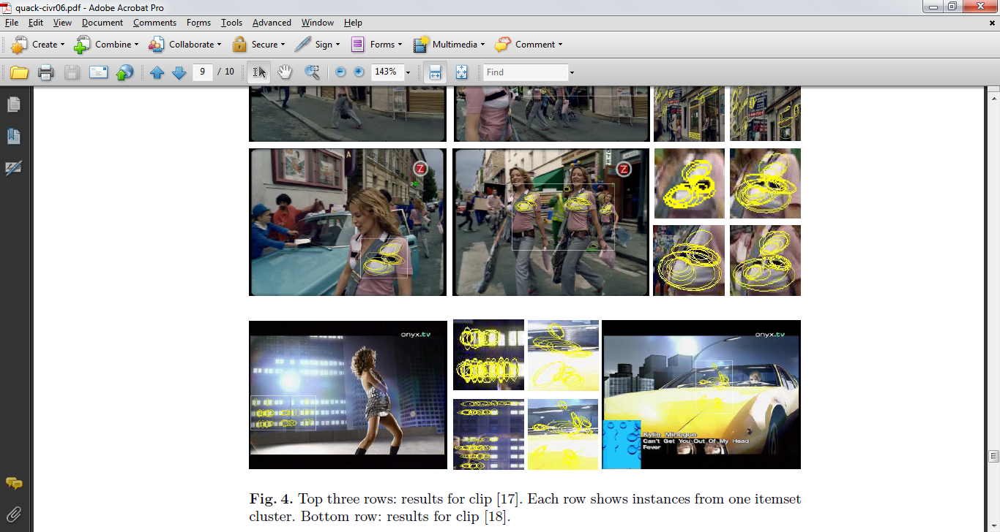 quack-civr06.pdf - Adobe Acrobat Pro
File Edit View Document Comments Forms Tools Advanced Window Help
Create Combine Collaborate Secure Sign Forms Multimedia Comment
9 / 10 143% Find
A
Z
Z
onyx.tv
onyx.tv
Kylie Minogue
Can't Get You Out Of My Head
Fever
Fig. 4. Top three rows: results for clip [17]. Each row shows instances from one itemset
cluster. Bottom row: results for clip [18].